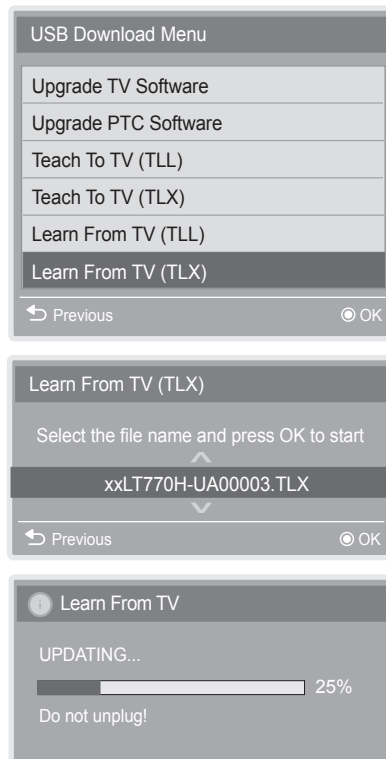 USB Download Menu
Upgrade TV Software
Upgrade PTC Software
Teach To TV (TLL)
Teach To TV (TLX)
Learn From TV (TLL)
Learn From TV (TLX)
Previous OK
Learn From TV (TLX)
Select the file name and press OK to start
xxLT770H-UA00003.TLX
Previous OK
Learn From TV
UPDATING...
25%
Do not unplug!